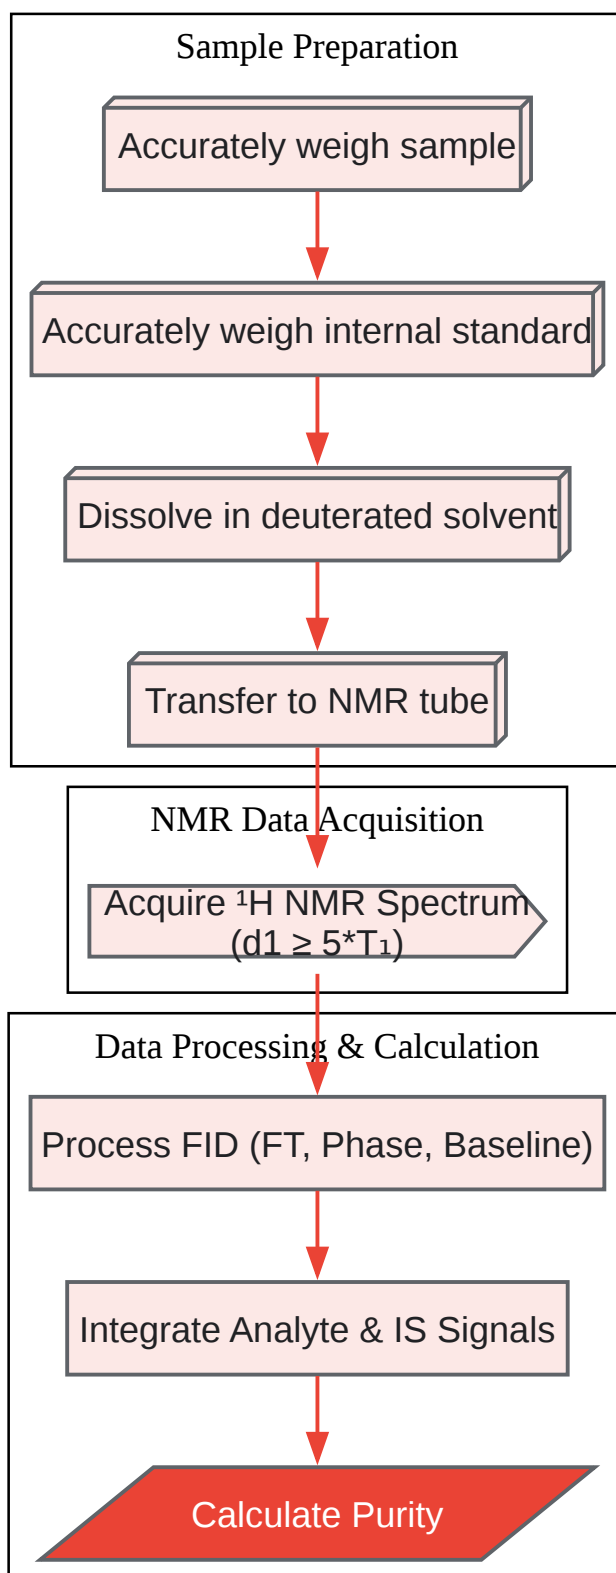 Sample Preparation
Accurately weigh sample
Accurately weigh internal standard
Dissolve in deuterated solvent
Transfer to NMR tube
NMR Data Acquisition
Acquire ¹H NMR Spectrum
(d1 ≥ 5*T₁)
Data Processing & Calculation
Process FID (FT, Phase, Baseline)
Integrate Analyte & IS Signals
Calculate Purity